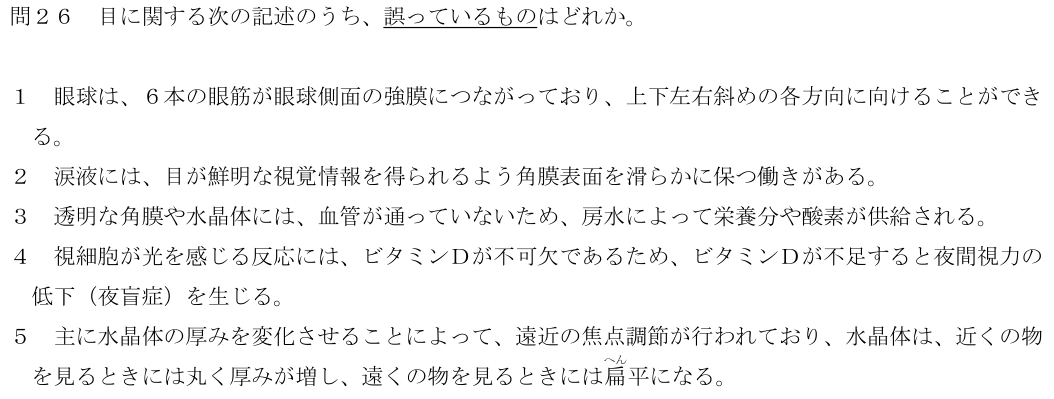 問２６　目に関する次の記述のうち、誤っているものはどれか。
１　眼球は、６本の眼筋が眼球側面の強膜につながっており、上下左右斜めの各方向に向けることができ
る。
２　涙液には、目が鮮明な視覚情報を得られるよう角膜表面を滑らかに保つ働きがある。
３　透明な角膜や水晶体には、血管が通っていないため、房水によって栄養分や酸素が供給される。
４　視細胞が光を感じる反応には、ビタミンＤが不可欠であるため、ビタミンＤが不足すると夜間視力の
低下（夜盲症）を生じる。
５　主に水晶体の厚みを変化させることによって、遠近の焦点調節が行われており、水晶体は、近くの物
へん
を見るときには丸く厚みが増し、遠くの物を見るときには扁平になる。